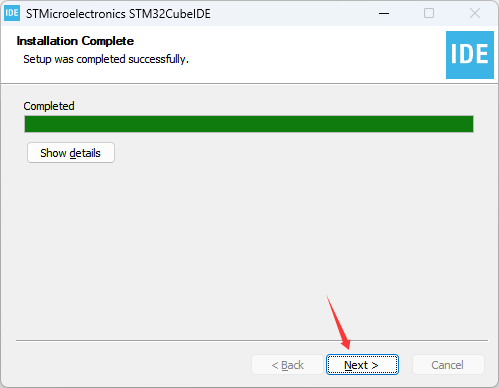 IDE STMicroelectronics STM32CubeIDE
Installation Complete
Setup was completed successfully.
IDE
Completed
Show details
< Back
Next >
Cancel